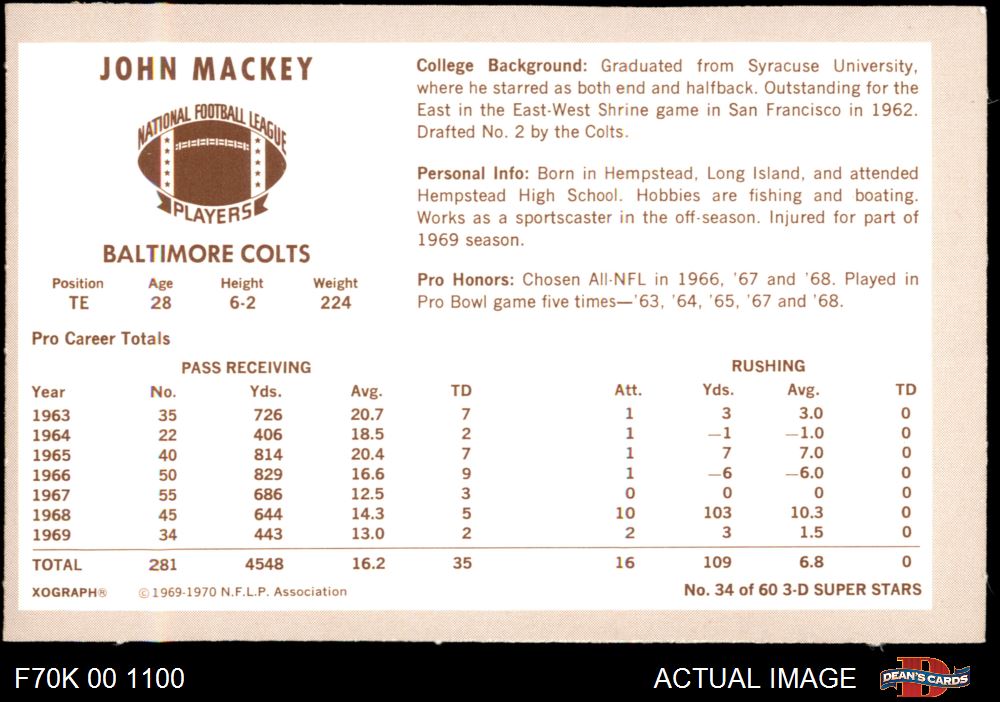 JOHN MACKEY
NATIONAL FOOTBALL LEAGUE
PLAYERS
BALTIMORE COLTS
Position Age Height Weight
TE 28 6-2 224
College Background: Graduated from Syracuse University,
where he starred as both end and halfback. Outstanding for the
East in the East-West Shrine game in San Francisco in 1962.
Drafted No. 2 by the Colts.
Personal Info: Born in Hempstead, Long Island, and attended
Hempstead High School. Hobbies are fishing and boating.
Works as a sportscaster in the off-season. Injured for part of
1969 season.
Pro Honors: Chosen All-NFL in 1966, '67 and '68. Played in
Pro Bowl game five times—'63, '64, '65, '67 and '68.
Pro Career Totals
PASS RECEIVING RUSHING
Year No. Yds. Avg. TD Att. Yds. Avg. TD
1963 35 726 20.7 7 1 3 3.0 0
1964 22 406 18.5 2 1 —1 —1.0 0
1965 40 814 20.4 7 1 7 7.0 0
1966 50 829 16.6 9 1 —6 —6.0 0
1967 55 686 12.5 3 0 0 0 0
1968 45 644 14.3 5 10 103 10.3 0
1969 34 443 13.0 2 2 3 1.5 0
TOTAL 281 4548 16.2 35 16 109 6.8 0
XOGRAPH® © 1969-1970 N.F.L.P. Association No. 34 of 60 3-D SUPER STARS
F70K 00 1100 ACTUAL IMAGE D DEAN'S CARDS